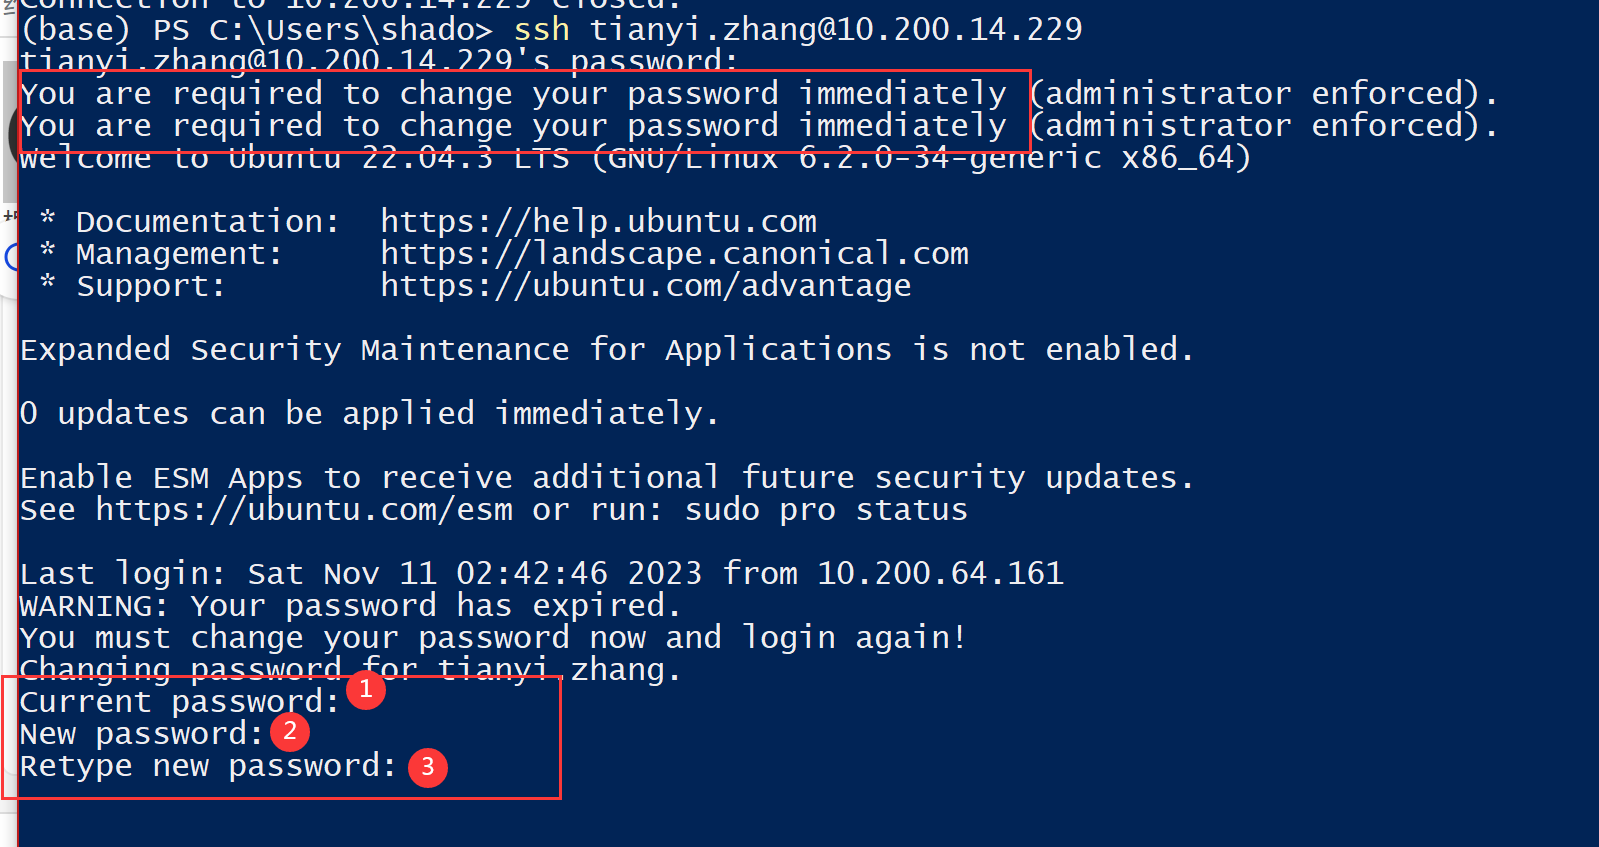 Connection to 10.200.14.229 closed.
(base) PS C:\Users\shado> ssh tianyi.zhang@10.200.14.229
tianyi.zhang@10.200.14.229's password:
You are required to change your password immediately (administrator enforced).
You are required to change your password immediately (administrator enforced).
Welcome to Ubuntu 22.04.3 LTS (GNU/Linux 6.2.0-34-generic x86_64)
* Documentation: https://help.ubuntu.com
* Management: https://landscape.canonical.com
* Support: https://ubuntu.com/advantage
Expanded Security Maintenance for Applications is not enabled.
0 updates can be applied immediately.
Enable ESM Apps to receive additional future security updates.
See https://ubuntu.com/esm or run: sudo pro status
Last login: Sat Nov 11 02:42:46 2023 from 10.200.64.161
WARNING: Your password has expired.
You must change your password now and login again!
Changing password for tianyi.zhang.
Current password: 1
New password: 2
Retype new password: 3